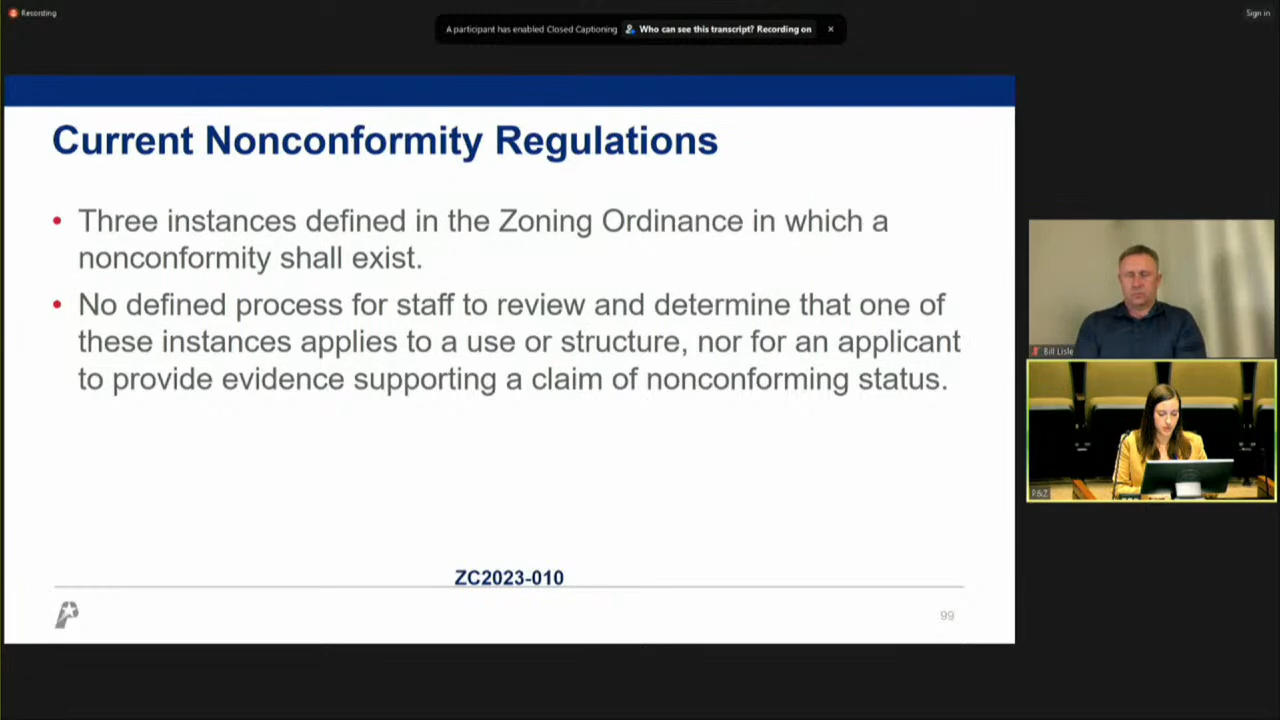 Recording
Sign in
A participant has enabled Closed Captioning Who can see this transcript? Recording on
Current Nonconformity Regulations
• Three instances defined in the Zoning Ordinance in which a
nonconformity shall exist.
• No defined process for staff to review and determine that one of
these instances applies to a use or structure, nor for an applicant
to provide evidence supporting a claim of nonconforming status.
Bill Lisle
P&Z
ZC2023-010
99